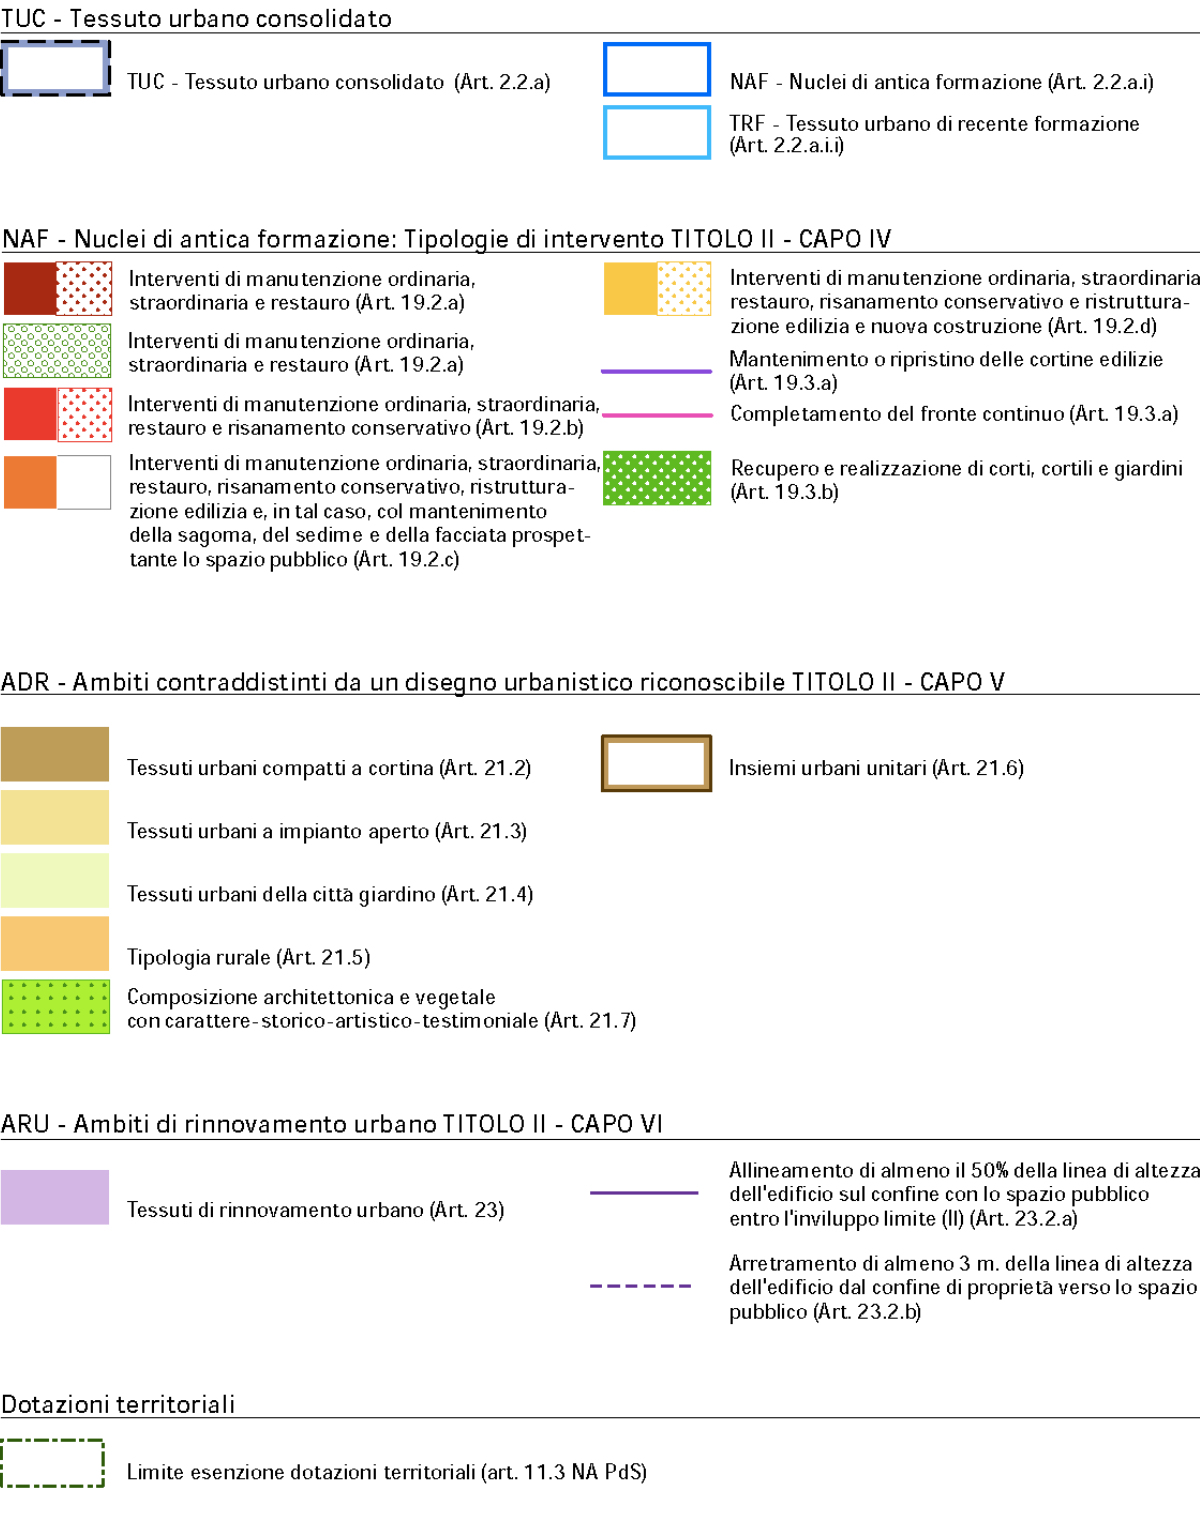 TUC - Tessuto urbano consolidato
TUC - Tessuto urbano consolidato (Art. 2.2.a)
NAF - Nuclei di antica formazione (Art. 2.2.a.i)
TRF - Tessuto urbano di recente formazione
(Art. 2.2.a.i.i)
NAF - Nuclei di antica formazione: Tipologie di intervento TITOLO II - CAPO IV
Interventi di manutenzione ordinaria,
straordinaria e restauro (Art. 19.2.a)
Interventi di manutenzione ordinaria,
straordinaria e restauro (Art. 19.2.a)
Interventi di manutenzione ordinaria, straordinaria,
restauro e risanamento conservativo (Art. 19.2.b)
Interventi di manutenzione ordinaria, straordinaria,
restauro, risanamento conservativo, ristruttura-
zione edilizia e, in tal caso, col mantenimento
della sagoma, del sedime e della facciata prospet-
tante lo spazio pubblico (Art. 19.2.c)
Interventi di manutenzione ordinaria, straordinaria
restauro, risanamento conservativo e ristruttura-
zione edilizia e nuova costruzione (Art. 19.2.d)
Mantenimento o ripristino delle cortine edilizie
(Art. 19.3.a)
Completamento del fronte continuo (Art. 19.3.a)
Recupero e realizzazione di corti, cortili e giardini
(Art. 19.3.b)
ADR - Ambiti contraddistinti da un disegno urbanistico riconoscibile TITOLO II - CAPO V
Tessuti urbani compatti a cortina (Art. 21.2)
Tessuti urbani a impianto aperto (Art. 21.3)
Tessuti urbani della città giardino (Art. 21.4)
Tipologia rurale (Art. 21.5)
Composizione architettonica e vegetale
con carattere-storico-artistico-testimoniale (Art. 21.7)
Insiemi urbani unitari (Art. 21.6)
ARU - Ambiti di rinnovamento urbano TITOLO II - CAPO VI
Tessuti di rinnovamento urbano (Art. 23)
Allineamento di almeno il 50% della linea di altezza
dell'edificio sul confine con lo spazio pubblico
entro l'inviluppo limite (II) (Art. 23.2.a)
Arretramento di almeno 3 m. della linea di altezza
dell'edificio dal confine di proprietà verso lo spazio
pubblico (Art. 23.2.b)
Dotazioni territoriali
Limite esenzione dotazioni territoriali (art. 11.3 NA PdS)